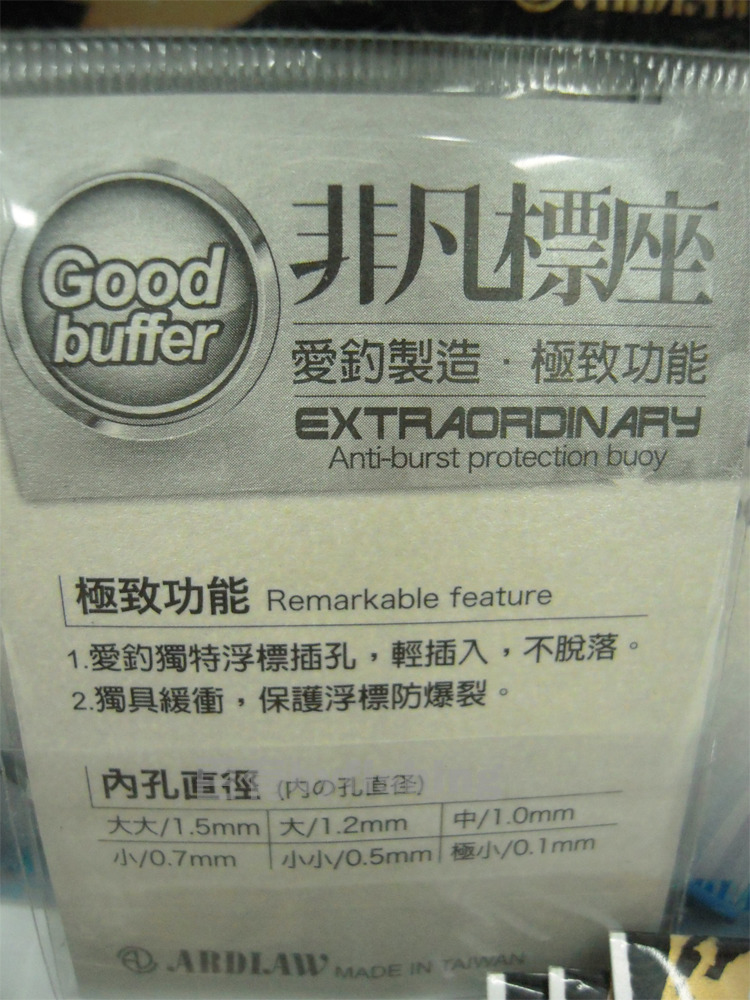 Good
buffer
非凡標座
愛釣製造・極致功能
EXTRAORDINARY
Anti-burst protection buoy
極致功能 Remarkable feature
1.愛釣獨特浮標插孔，輕插入，不脫落。
2.獨具緩衝，保護浮標防爆裂。
內孔直徑 (内の孔直径)
大大/1.5mm 大/1.2mm 中/1.0mm
小/0.7mm 小小/0.5mm 極小/0.1mm
ARDLAW MADE IN TAIWAN